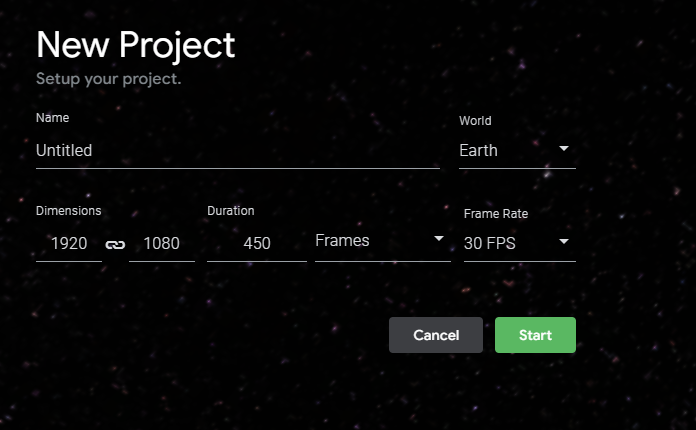 New Project
Setup your project.
Name
World
Untitled
Earth
Dimensions
Duration
Frame Rate
1920
1080
450
Frames
30 FPS
Cancel
Start